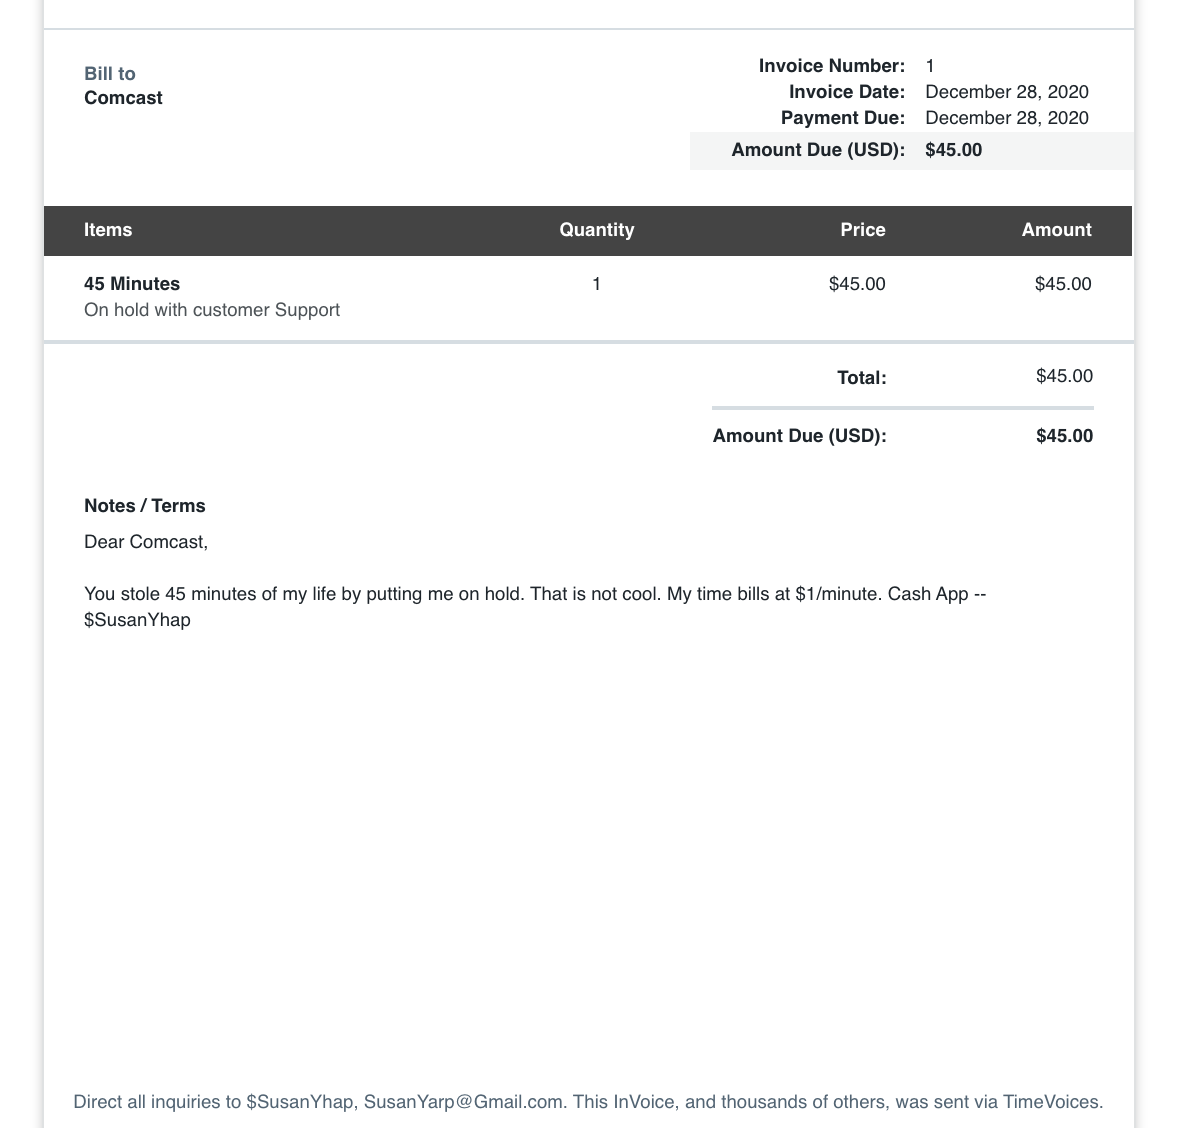 Bill to
Comcast
Invoice Number: 1
Invoice Date: December 28, 2020
Payment Due: December 28, 2020
Amount Due (USD): $45.00
Items Quantity Price Amount
45 Minutes 1 $45.00 $45.00
On hold with customer Support
Total: $45.00
Amount Due (USD): $45.00
Notes / Terms
Dear Comcast,
You stole 45 minutes of my life by putting me on hold. That is not cool. My time bills at $1/minute. Cash App --
$SusanYhap
Direct all inquiries to $SusanYhap, SusanYarp@Gmail.com. This InVoice, and thousands of others, was sent via TimeVoices.